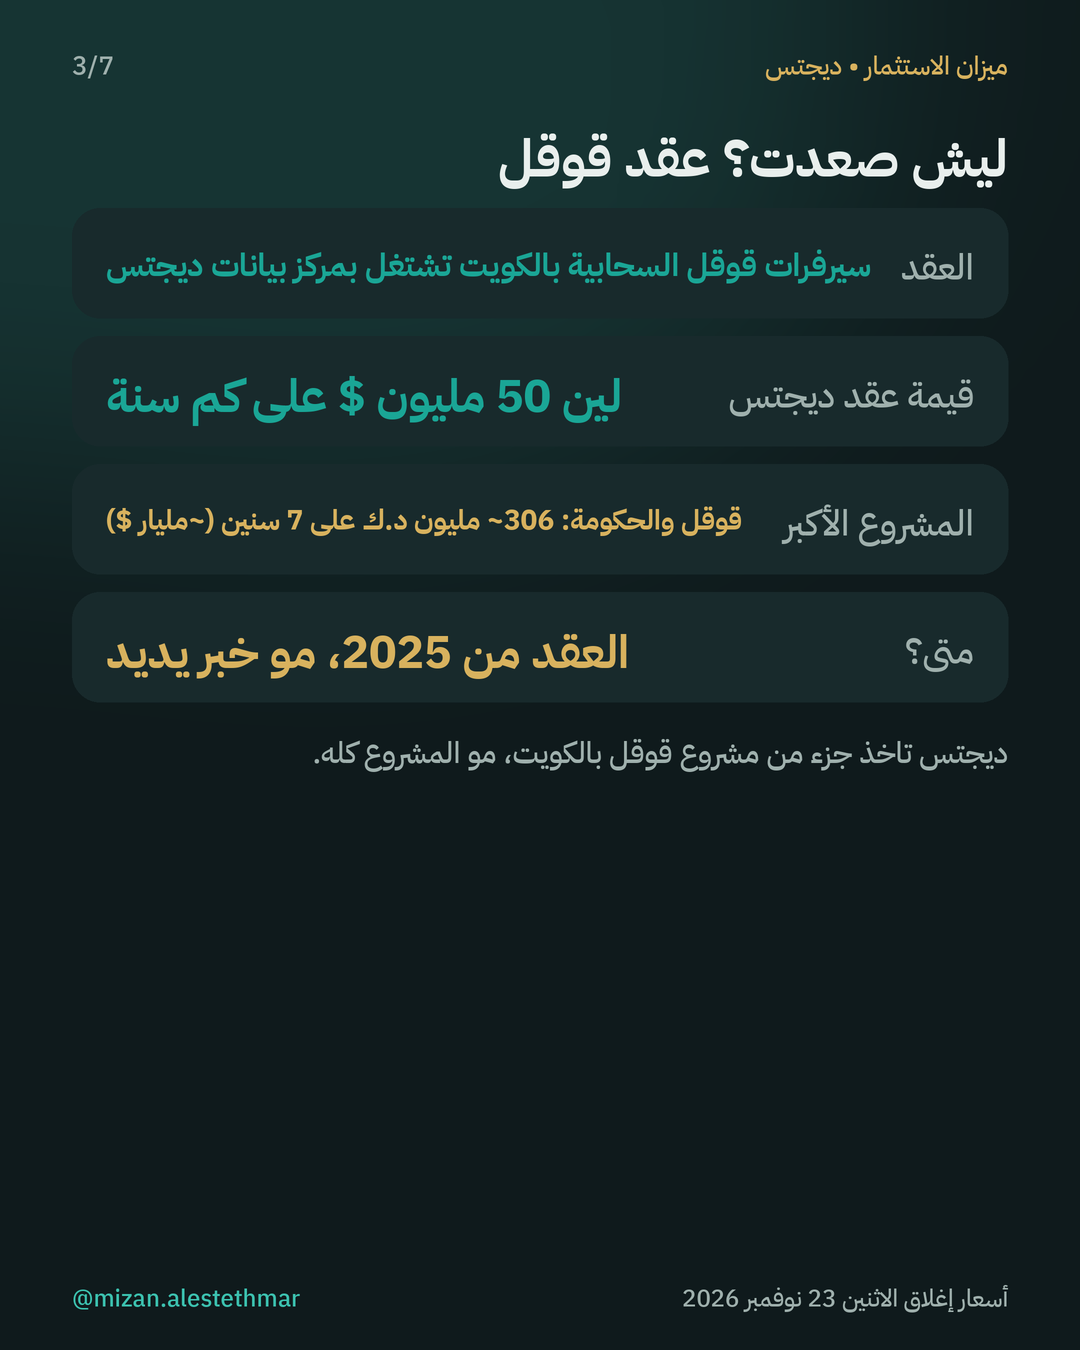 ميزان الاستثمار • ديجتس
3/7
ليش صعدت؟ عقد قوقل
العقد
سيرفرات قوقل السحابية بالكويت تشتغل بمركز بيانات ديجتس
قيمة عقد ديجتس
لين 50 مليون $ على كم سنة
المشروع الأكبر
قوقل والحكومة: 306~ مليون د.ك على 7 سنين (~مليار $)
متى؟
العقد من 2025، مو خبر يديد
ديجتس تاخذ جزء من مشروع قوقل بالكويت، مو المشروع كله.
أسعار إغلاق الاثنين 23 نوفمبر 2026
@mizan.alestethmar